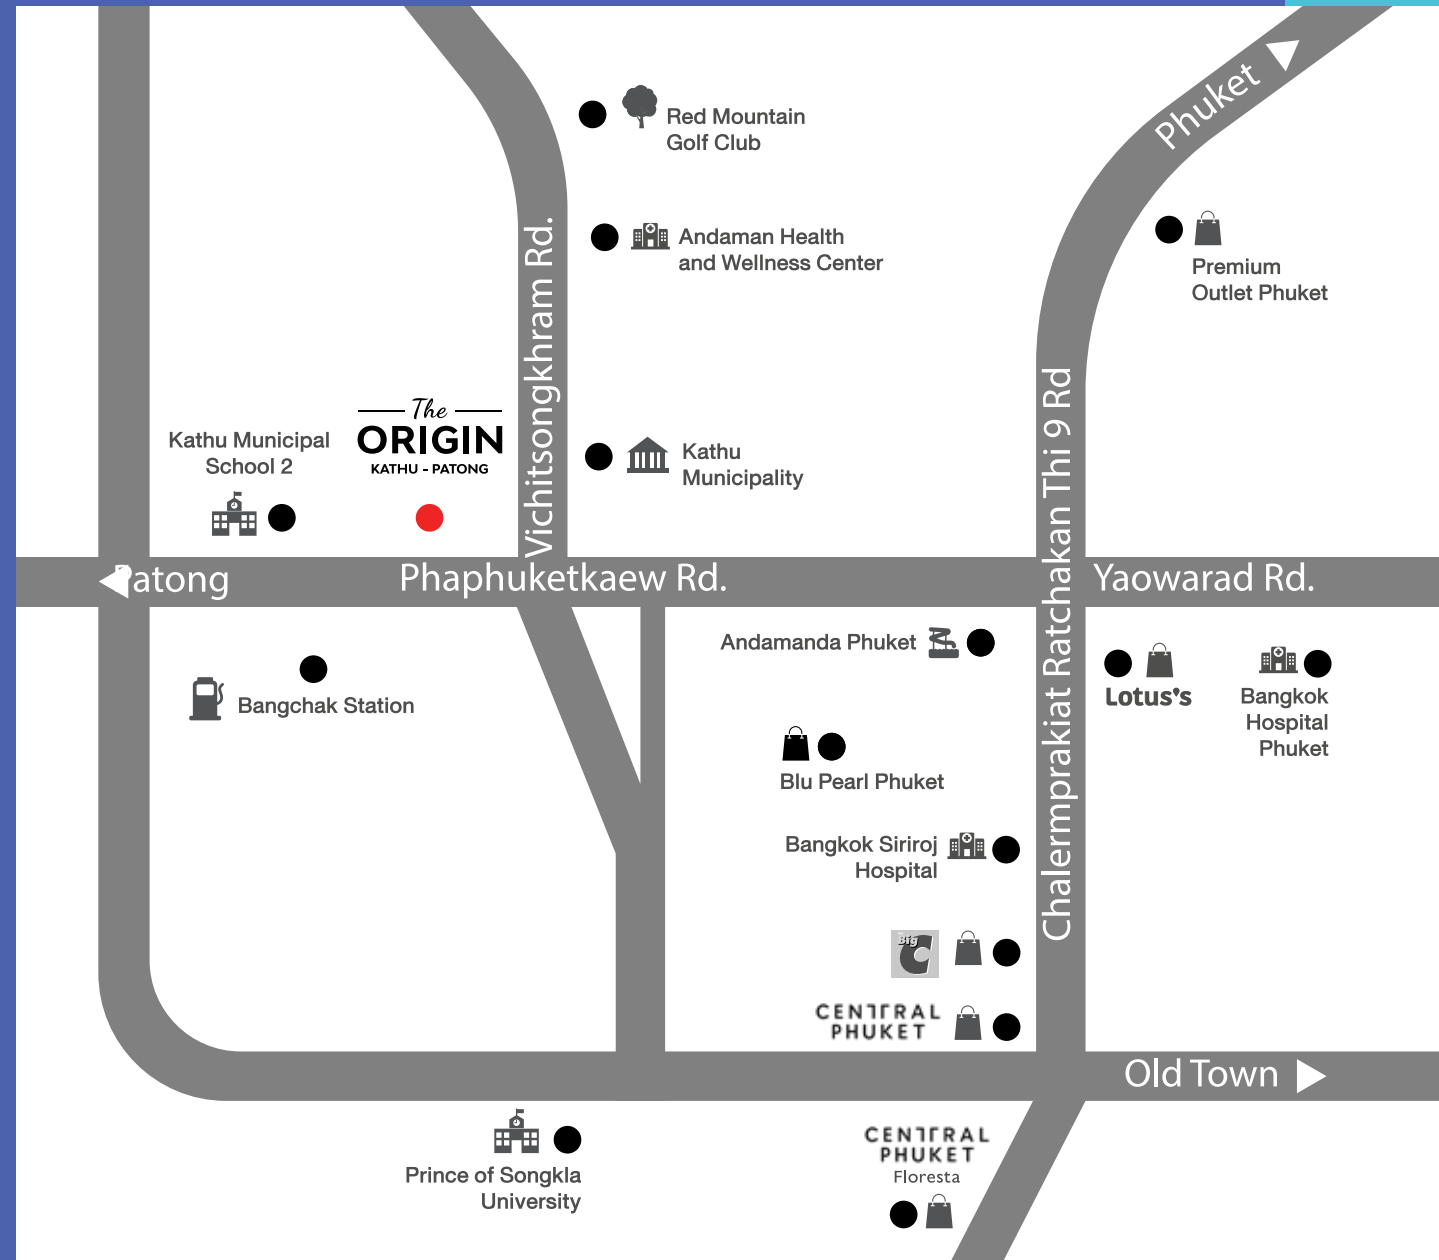 Phuket
Red Mountain
Golf Club
Andaman Health
and Wellness Center
Premium
Outlet Phuket
Vichitsongkhram Rd.
Chalermprakiat Ratchakan Thi 9 Rd
The
ORIGIN
KATHU - PATONG
Kathu Municipal
School 2
Kathu
Municipality
Patong
Phaphuketkaew Rd.
Yaowarad Rd.
Andamanda Phuket
Bangchak Station
Lotus's
Bangkok
Hospital
Phuket
Blu Pearl Phuket
Bangkok Siriroj
Hospital
Big
C
CENTRAL
PHUKET
Old Town
Prince of Songkla
University
CENTRAL
PHUKET
Floresta